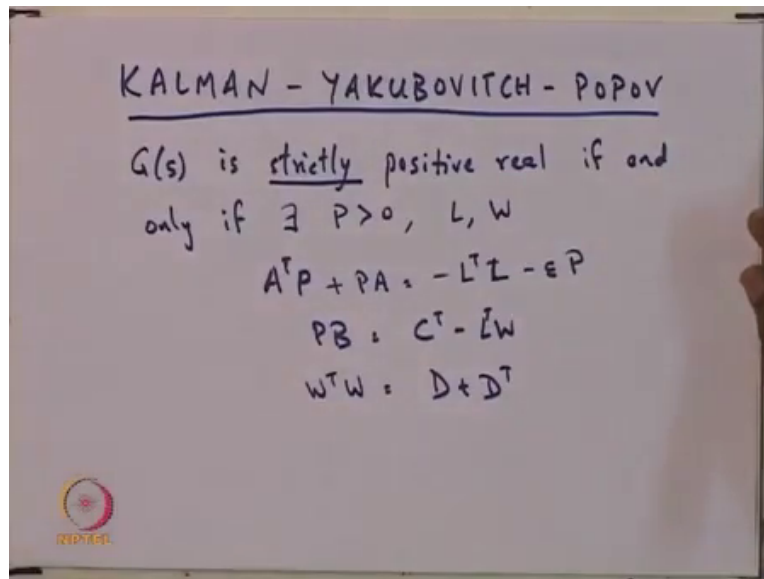 KALMAN - YAKUBOVITCH - POPOV
G(s) is strictly positive real if and
only if ∃ P>0, L, W
AᵀP + PA = -LᵀL - εP
PB = Cᵀ - LᵀW
WᵀW = D + Dᵀ
NPTEL